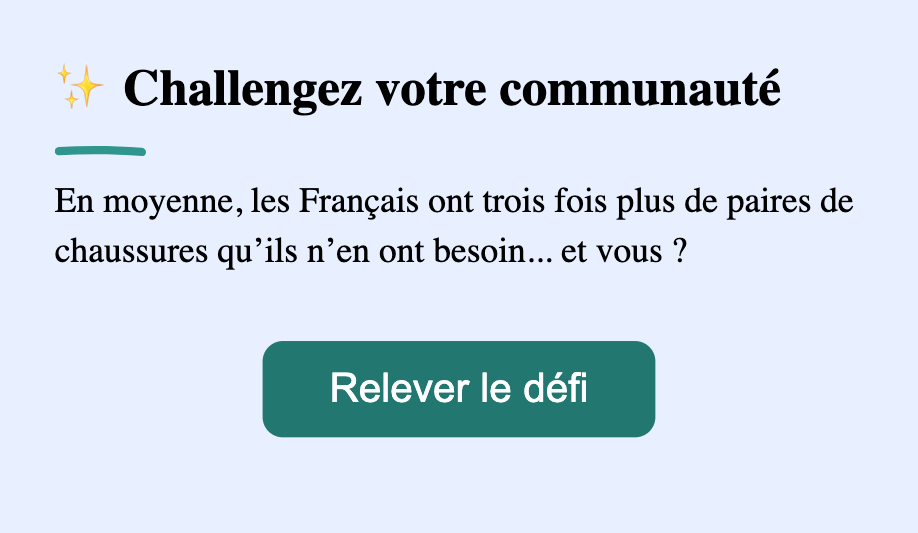 ✨ Challengez votre communauté
En moyenne, les Français ont trois fois plus de paires de
chaussures qu’ils n’en ont besoin... et vous ?
Relever le défi